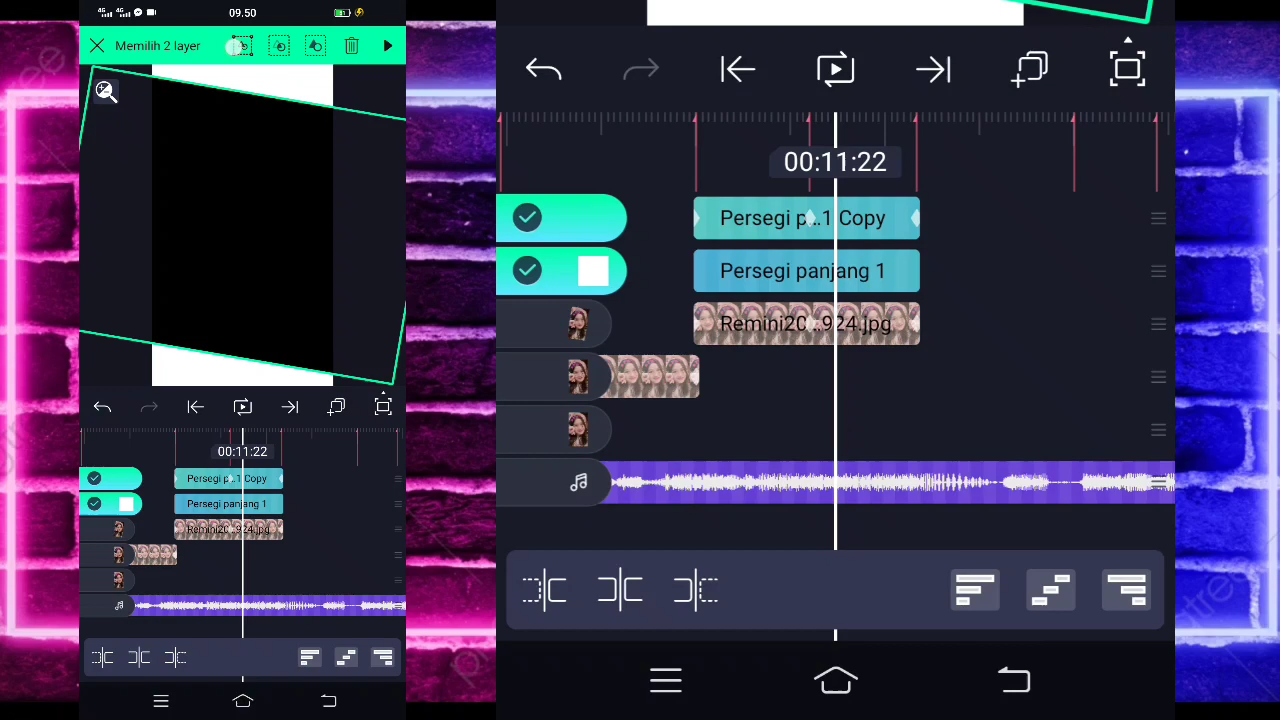 09.50
Memilih 2 layer
00:11:22
Persegi p...1 Copy
Persegi panjang 1
Remini20...924.jpg
00:11:22
Persegi p...1 Copy
Persegi panjang 1
Remini20...924.jpg